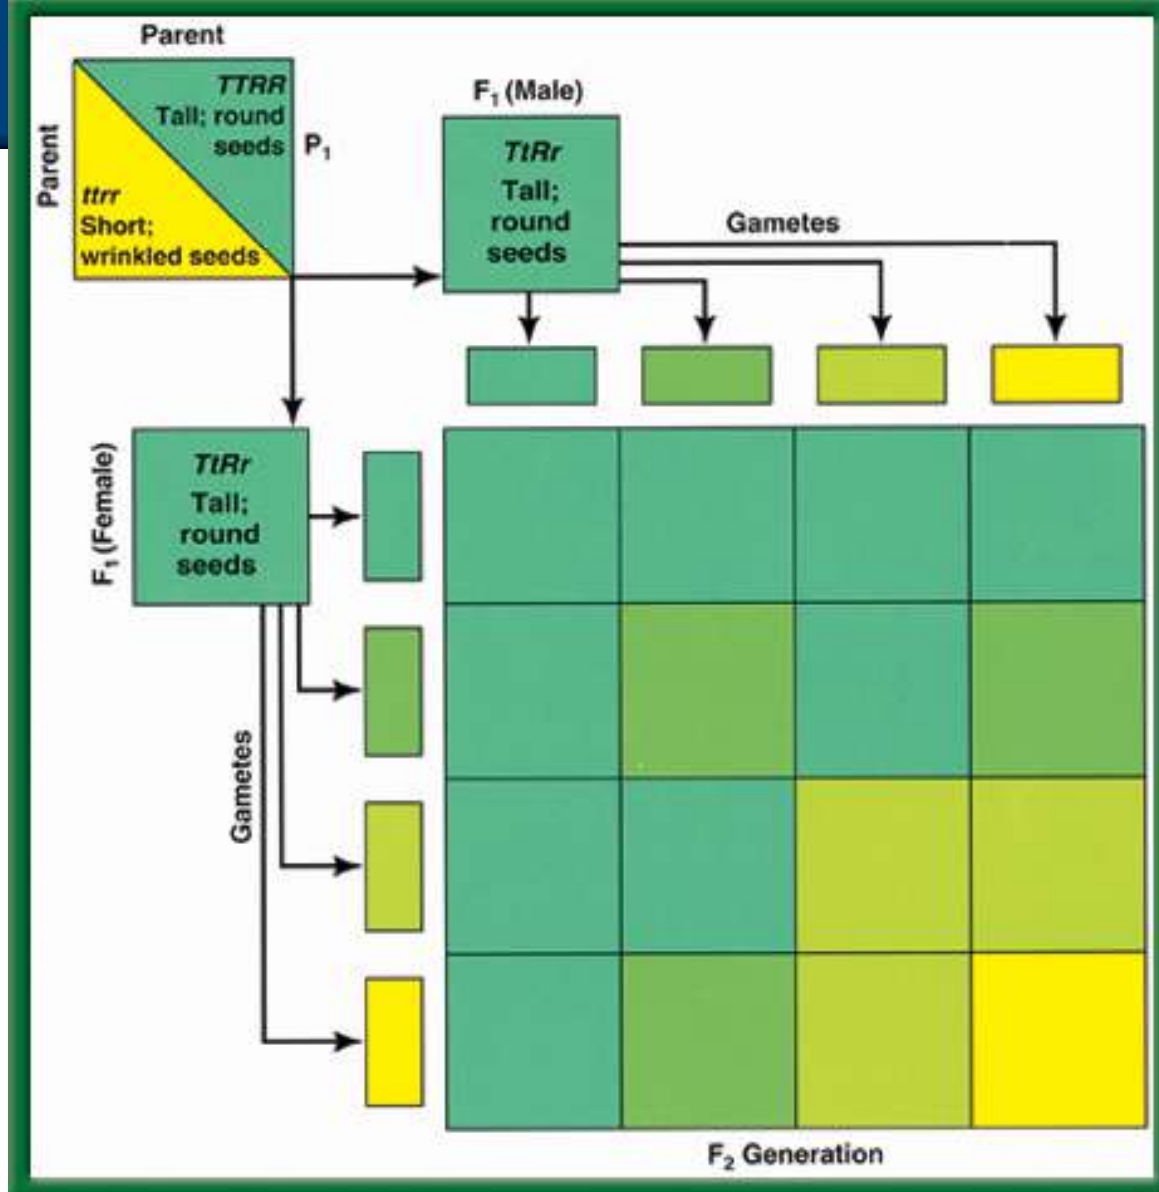 Parent
Parent
TTRR
Tall; round
seeds
P₁
ttrr
Short;
wrinkled seeds
F₁ (Male)
TtRr
Tall;
round
seeds
Gametes
F₁ (Female)
TtRr
Tall;
round
seeds
Gametes
F₂ Generation